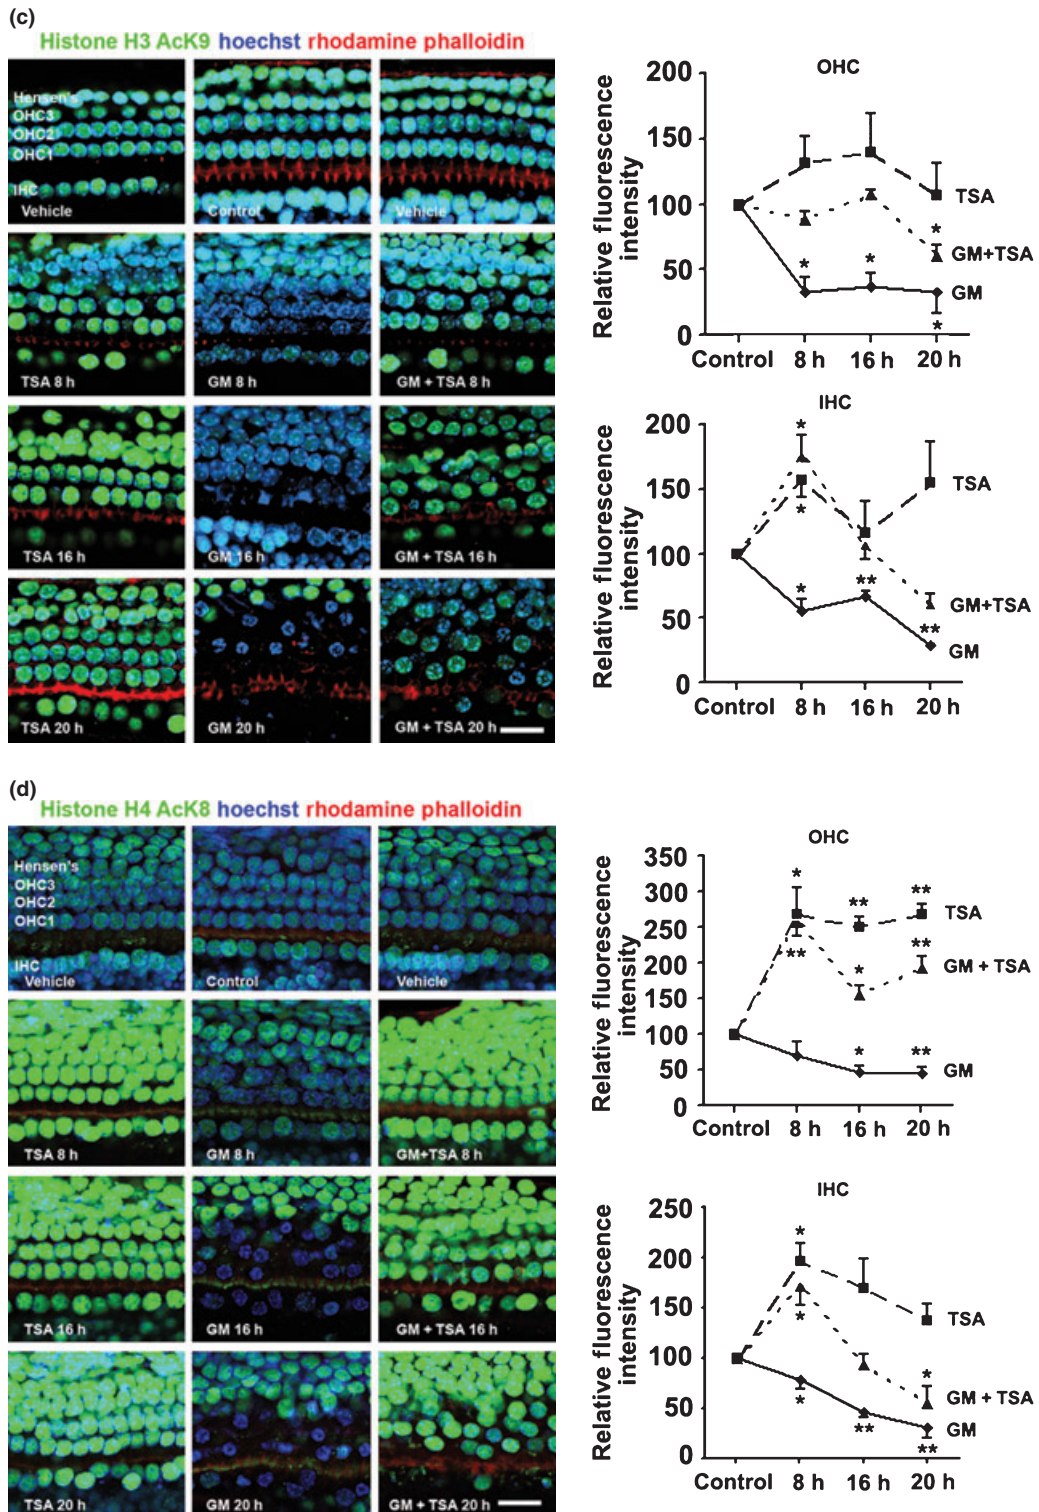 (c)
Histone H3 AcK9 hoechst rhodamine phalloidin
Hensen's
OHC3
OHC2
OHC1
IHC
Vehicle
Control
Vehicle
TSA 8 h
GM 8 h
GM + TSA 8 h
TSA 16 h
GM 16 h
GM + TSA 16 h
TSA 20 h
GM 20 h
GM + TSA 20 h
OHC
Relative fluorescence
intensity
200
150
100
50
0
*
*
*
*
TSA
GM+TSA
GM
Control 8 h 16 h 20 h
IHC
Relative fluorescence
intensity
200
150
100
50
0
*
*
*
**
**
TSA
GM+TSA
GM
Control 8 h 16 h 20 h
(d)
Histone H4 AcK8 hoechst rhodamine phalloidin
Hensen's
OHC3
OHC2
OHC1
IHC
Vehicle
Control
Vehicle
TSA 8 h
GM 8 h
GM+TSA 8 h
TSA 16 h
GM 16 h
GM + TSA 16 h
TSA 20 h
GM 20 h
GM + TSA 20 h
OHC
Relative fluorescence
intensity
350
300
250
200
150
100
50
0
*
**
**
**
*
**
*
**
TSA
GM + TSA
GM
Control 8 h 16 h 20 h
IHC
Relative fluorescence
intensity
250
200
150
100
50
0
*
*
*
*
**
**
TSA
GM + TSA
GM
Control 8 h 16 h 20 h